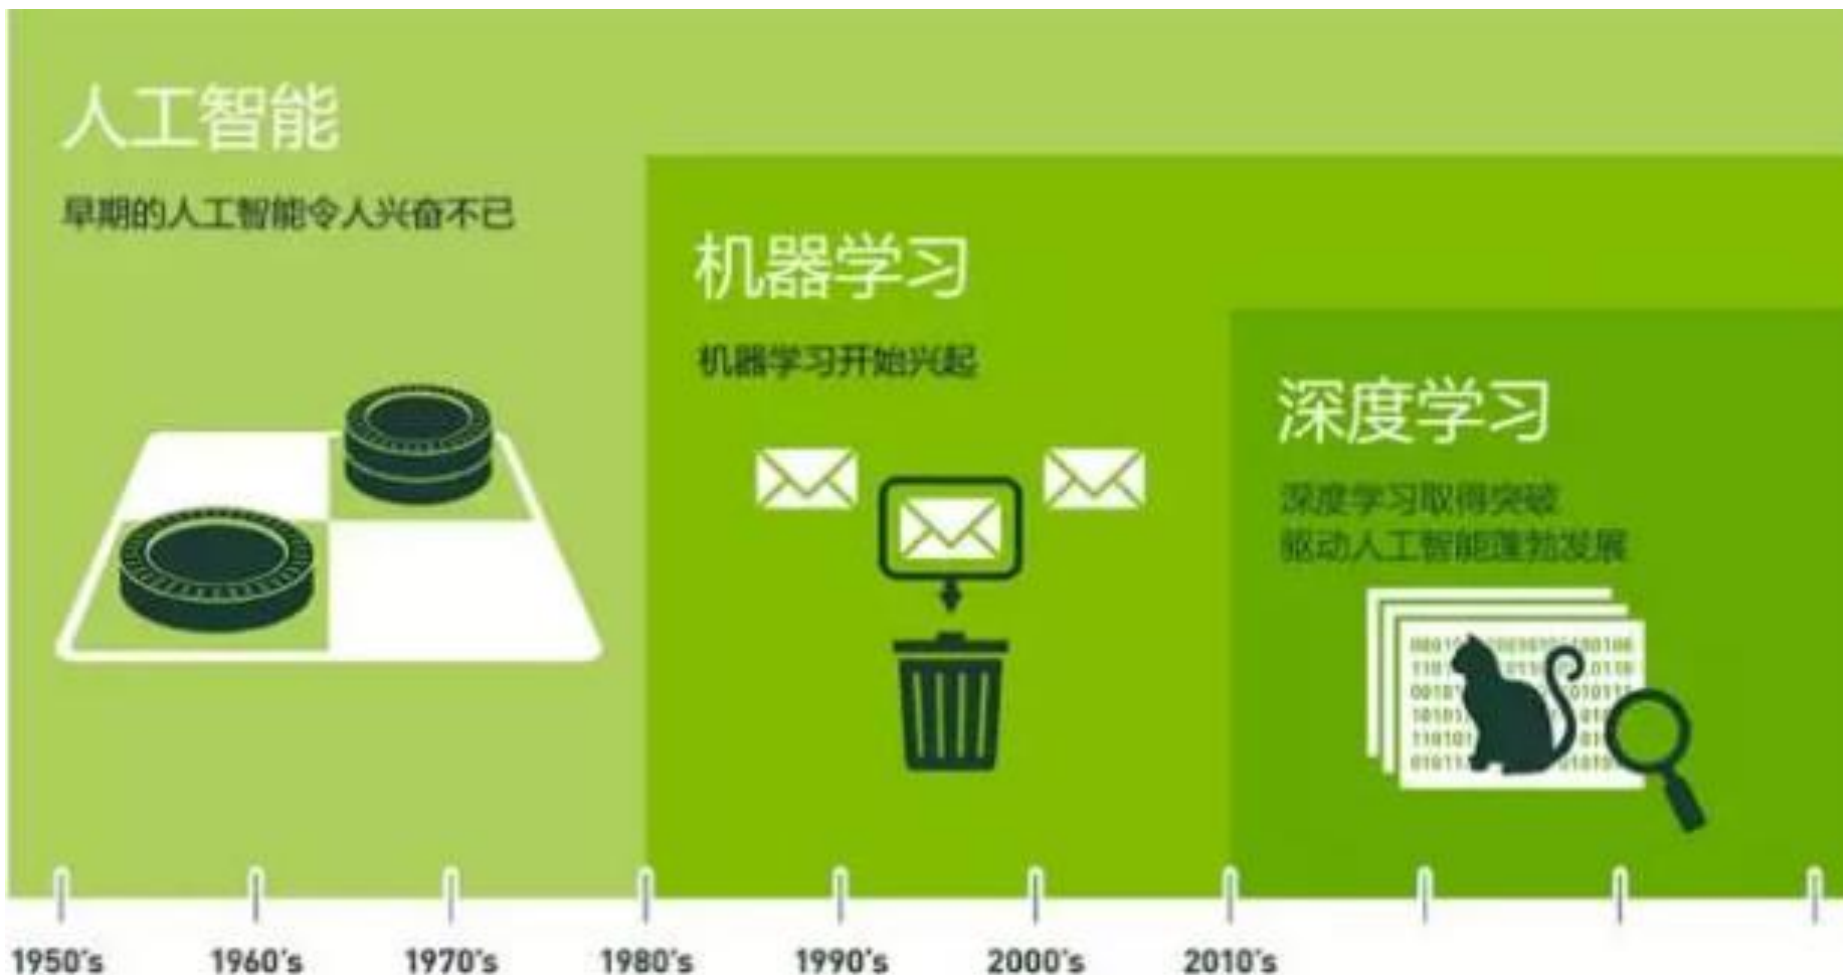 人工智能
早期的人工智能令人兴奋不已
机器学习
机器学习开始兴起
深度学习
深度学习取得突破
驱动人工智能蓬勃发展
1950's
1960's
1970's
1980's
1990's
2000's
2010's